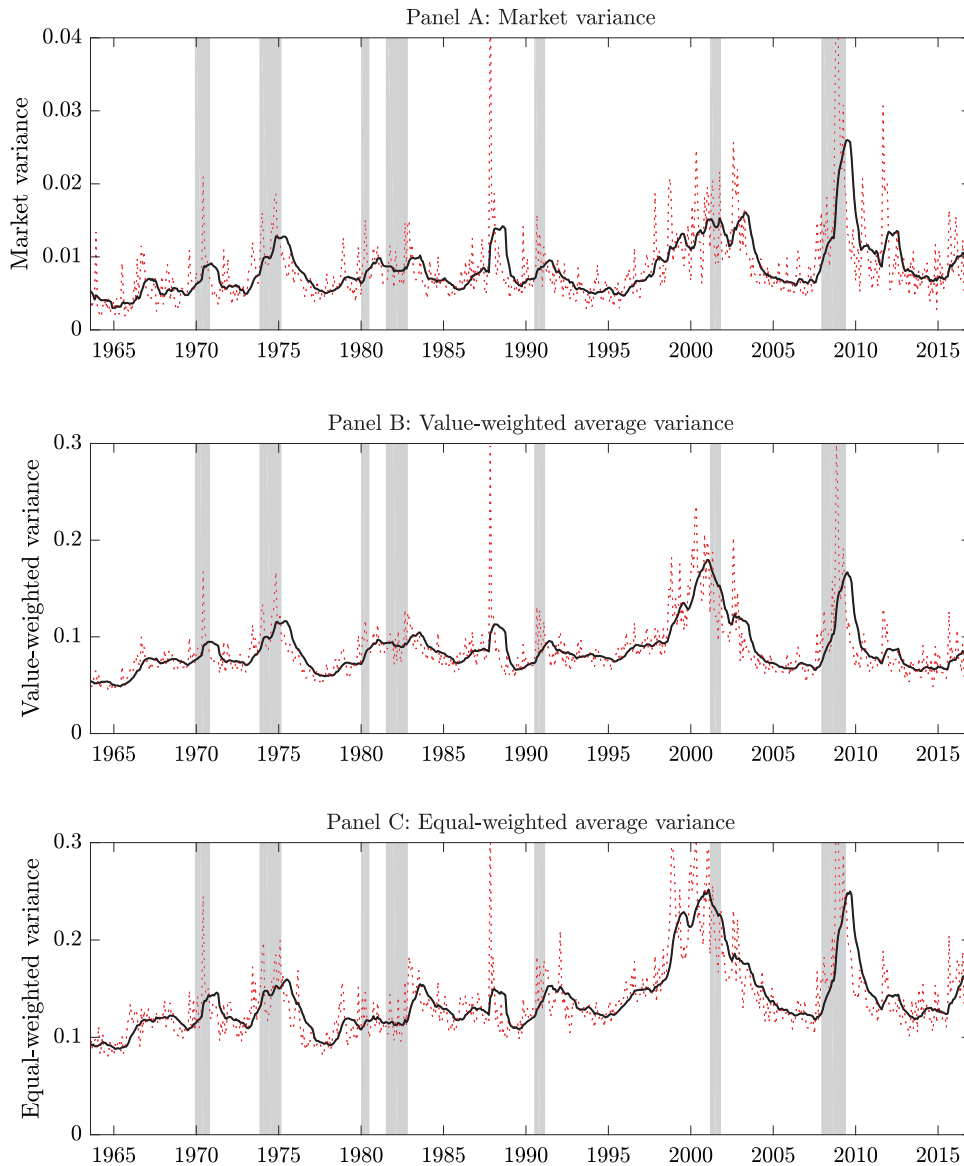 Panel A: Market variance
Market variance
0.04
0.03
0.02
0.01
0
1965 1970 1975 1980 1985 1990 1995 2000 2005 2010 2015
Panel B: Value-weighted average variance
Value-weighted variance
0.3
0.2
0.1
0
1965 1970 1975 1980 1985 1990 1995 2000 2005 2010 2015
Panel C: Equal-weighted average variance
Equal-weighted variance
0.3
0.2
0.1
0
1965 1970 1975 1980 1985 1990 1995 2000 2005 2010 2015